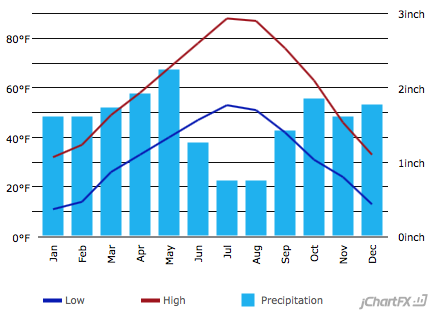 3inch
80°F
2inch
60°F
40°F
1inch
20°F
0°F
0inch
Jan Feb Mar Apr May Jun Jul Aug Sep Oct Nov Dec
Low High Precipitation
jChartFX